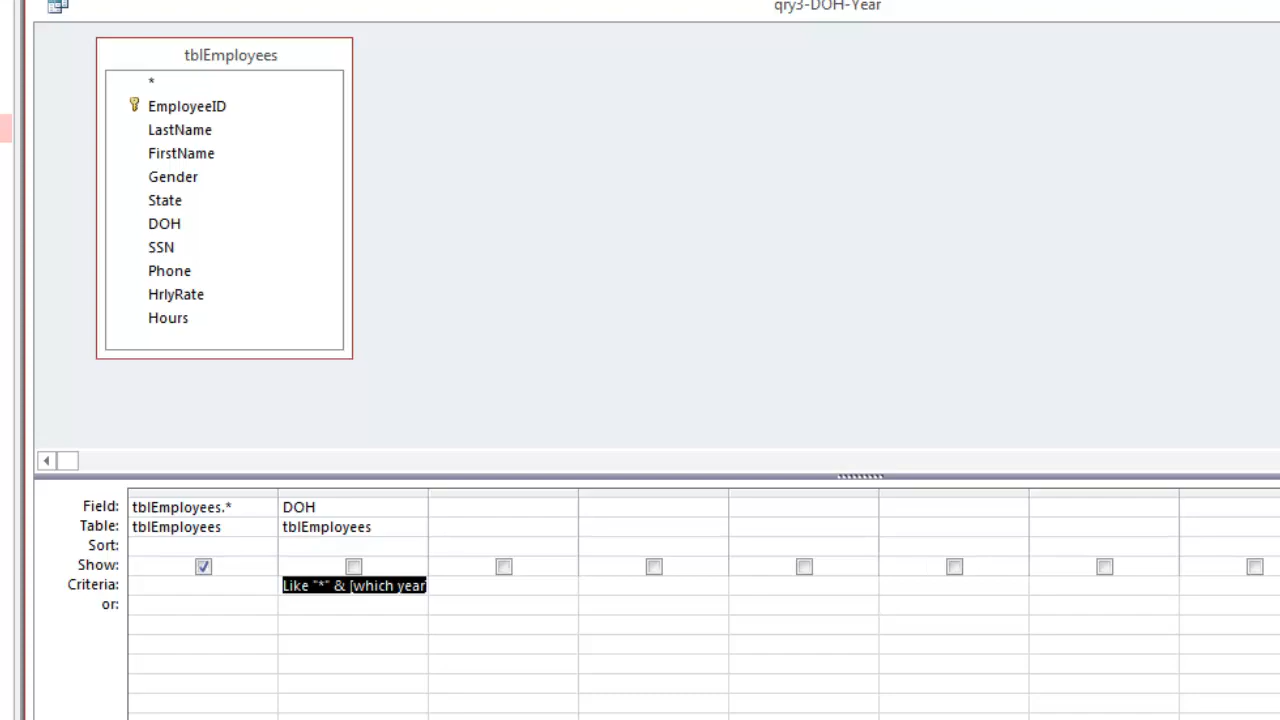 qry3-DOH-Year
tblEmployees
*
EmployeeID
LastName
FirstName
Gender
State
DOH
SSN
Phone
HrlyRate
Hours
Field: tblEmployees.* DOH
Table: tblEmployees tblEmployees
Sort:
Show:
Criteria: Like "*" & [which year
or: